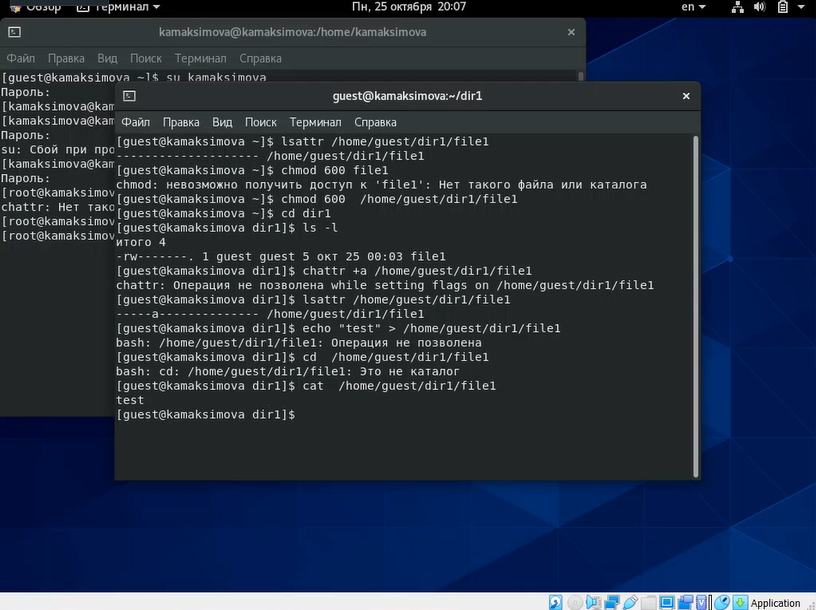 Обзор Терминал Пн, 25 октября 20:07 en
kamaksimova@kamaksimova:/home/kamaksimova
Файл Правка Вид Поиск Терминал Справка
[guest@kamaksimova ~]$ su kamaksimova
Пароль:
[kamaksimova@kam
[kamaksimova@kam
Пароль:
su: Сбой при про
[kamaksimova@kam
Пароль:
[root@kamaksimov
chattr: Нет тако
[root@kamaksimov
[root@kamaksimov
guest@kamaksimova:~/dir1
Файл Правка Вид Поиск Терминал Справка
[guest@kamaksimova ~]$ lsattr /home/guest/dir1/file1
-------------------- /home/guest/dir1/file1
[guest@kamaksimova ~]$ chmod 600 file1
chmod: невозможно получить доступ к 'file1': Нет такого файла или каталога
[guest@kamaksimova ~]$ chmod 600  /home/guest/dir1/file1
[guest@kamaksimova ~]$ cd dir1
[guest@kamaksimova dir1]$ ls -l
итого 4
-rw-------. 1 guest guest 5 окт 25 00:03 file1
[guest@kamaksimova dir1]$ chattr +a /home/guest/dir1/file1
chattr: Операция не позволена while setting flags on /home/guest/dir1/file1
[guest@kamaksimova dir1]$ lsattr /home/guest/dir1/file1
-----a-------------- /home/guest/dir1/file1
[guest@kamaksimova dir1]$ echo "test" > /home/guest/dir1/file1
bash: /home/guest/dir1/file1: Операция не позволена
[guest@kamaksimova dir1]$ cd  /home/guest/dir1/file1
bash: cd: /home/guest/dir1/file1: Это не каталог
[guest@kamaksimova dir1]$ cat  /home/guest/dir1/file1
test
[guest@kamaksimova dir1]$
Application